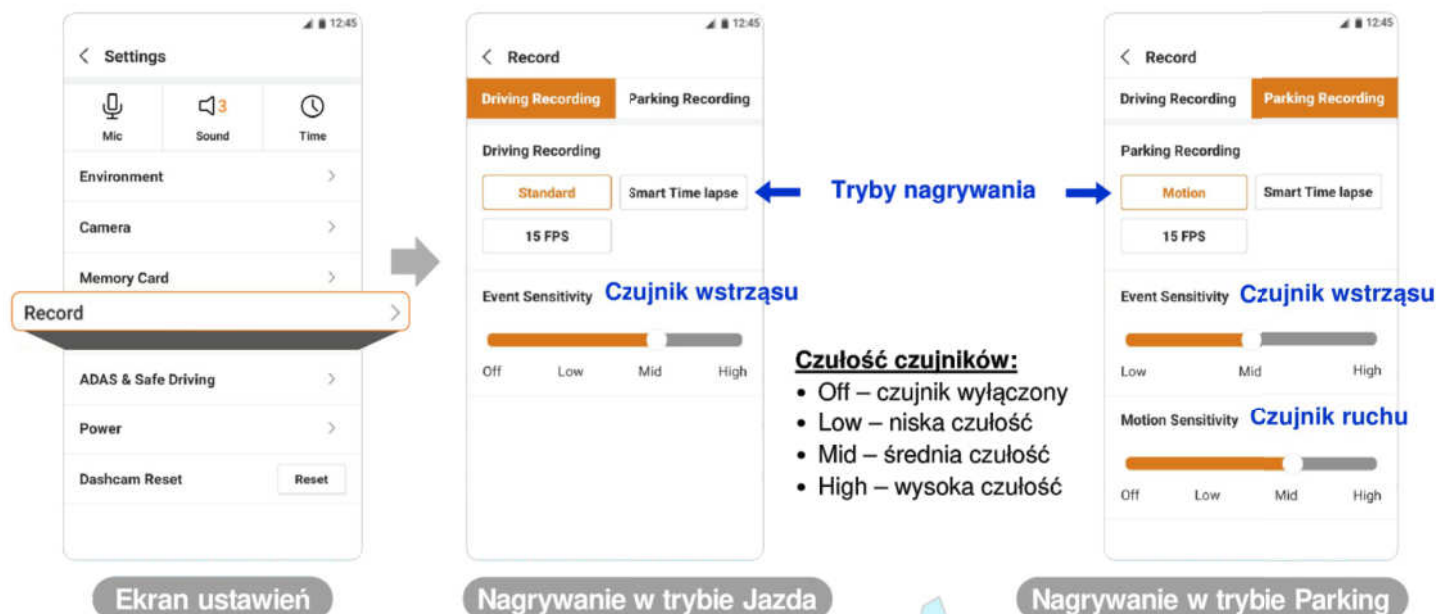 12:45
Settings
3
Mic Sound Time
Environment
Camera
Memory Card
Record
ADAS & Safe Driving
Power
Dashcam Reset Reset
Ekran ustawień
12:45
Record
Driving Recording Parking Recording
Driving Recording
Standard Smart Time lapse
15 FPS
Event Sensitivity Czujnik wstrząsu
Off Low Mid High
Nagrywanie w trybie Jazda
Tryby nagrywania
Czułość czujników:
• Off – czujnik wyłączony
• Low – niska czułość
• Mid – średnia czułość
• High – wysoka czułość
12:45
Record
Driving Recording Parking Recording
Parking Recording
Motion Smart Time lapse
15 FPS
Event Sensitivity Czujnik wstrząsu
Low Mid High
Motion Sensitivity Czujnik ruchu
Off Low Mid High
Nagrywanie w trybie Parking